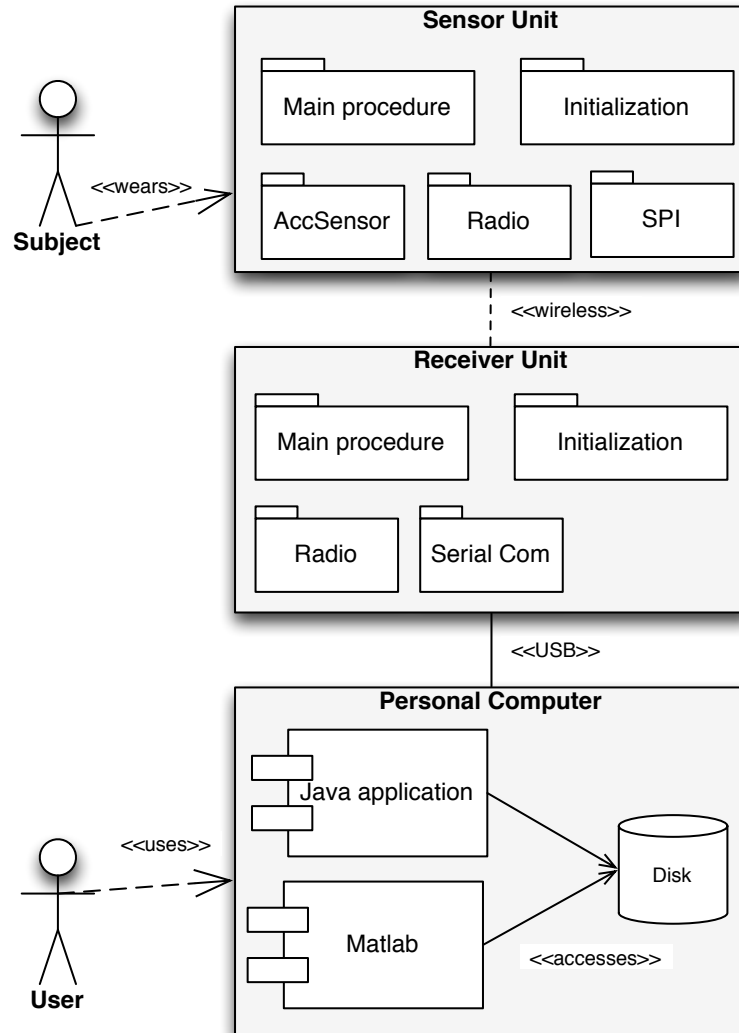 Sensor Unit
Main procedure
Initialization
<<wears>>
AccSensor
Radio
SPI
Subject
<<wireless>>
Receiver Unit
Main procedure
Initialization
Radio
Serial Com
<<USB>>
Personal Computer
Java application
<<uses>>
Disk
Matlab
<<accesses>>
User